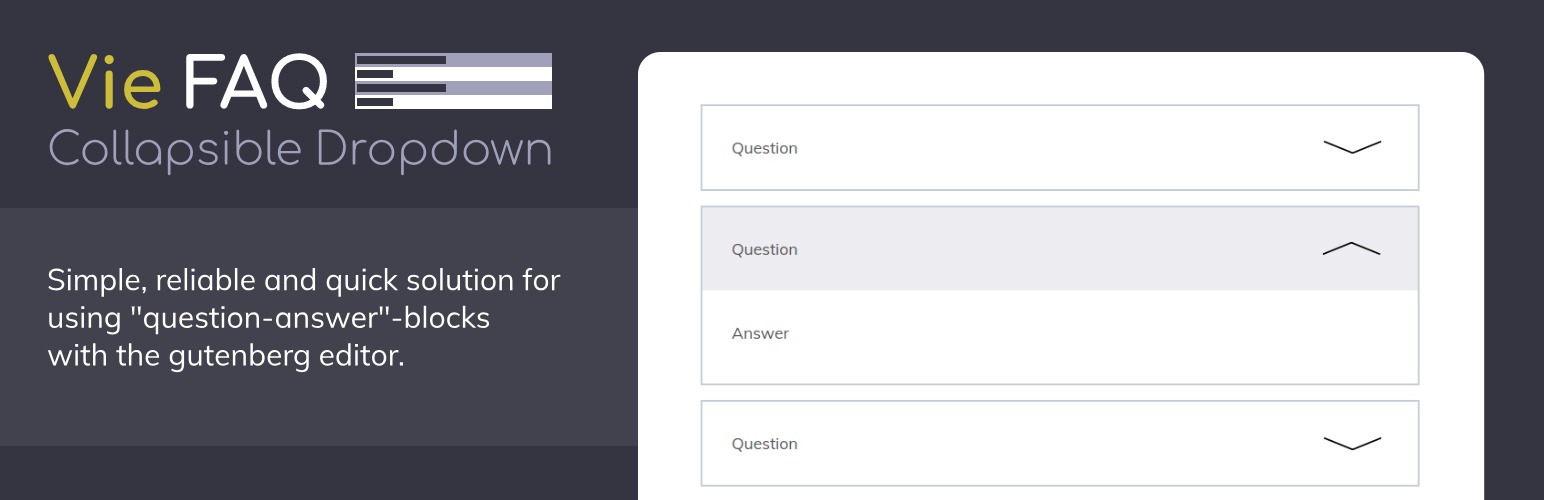 Vie FAQ
Collapsible Dropdown
Simple, reliable and quick solution for
using "question-answer"-blocks
with the gutenberg editor.
Question
Question
Answer
Question